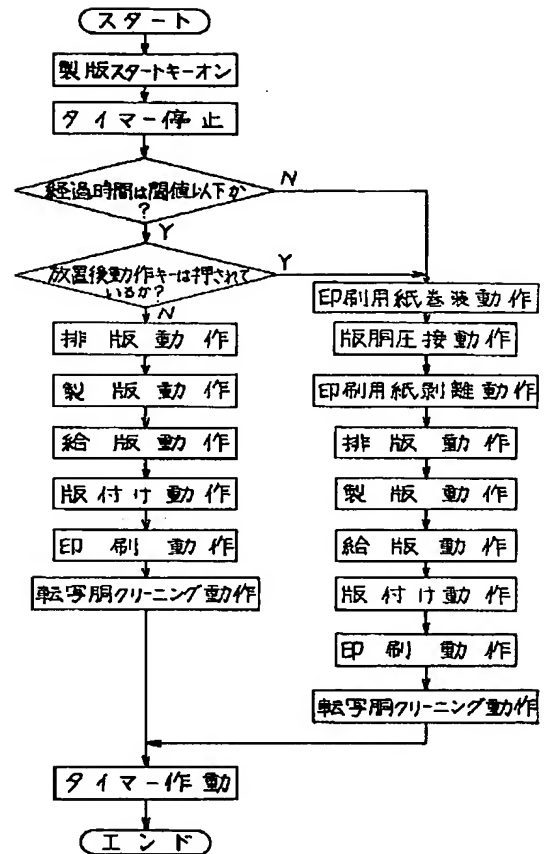 スタート
製版スタートキーオン
タイマー停止
経過時間は閾値以下か
?
N
Y
放置後動作キーは押されて
いるか?
Y
N
排版動作
製版動作
給版動作
版付け動作
印刷動作
転写胴クリーニング動作
印刷用紙巻装動作
版胴圧接動作
印刷用紙剥離動作
排版動作
製版動作
給版動作
版付け動作
印刷動作
転写胴クリーニング動作
タイマー作動
エンド